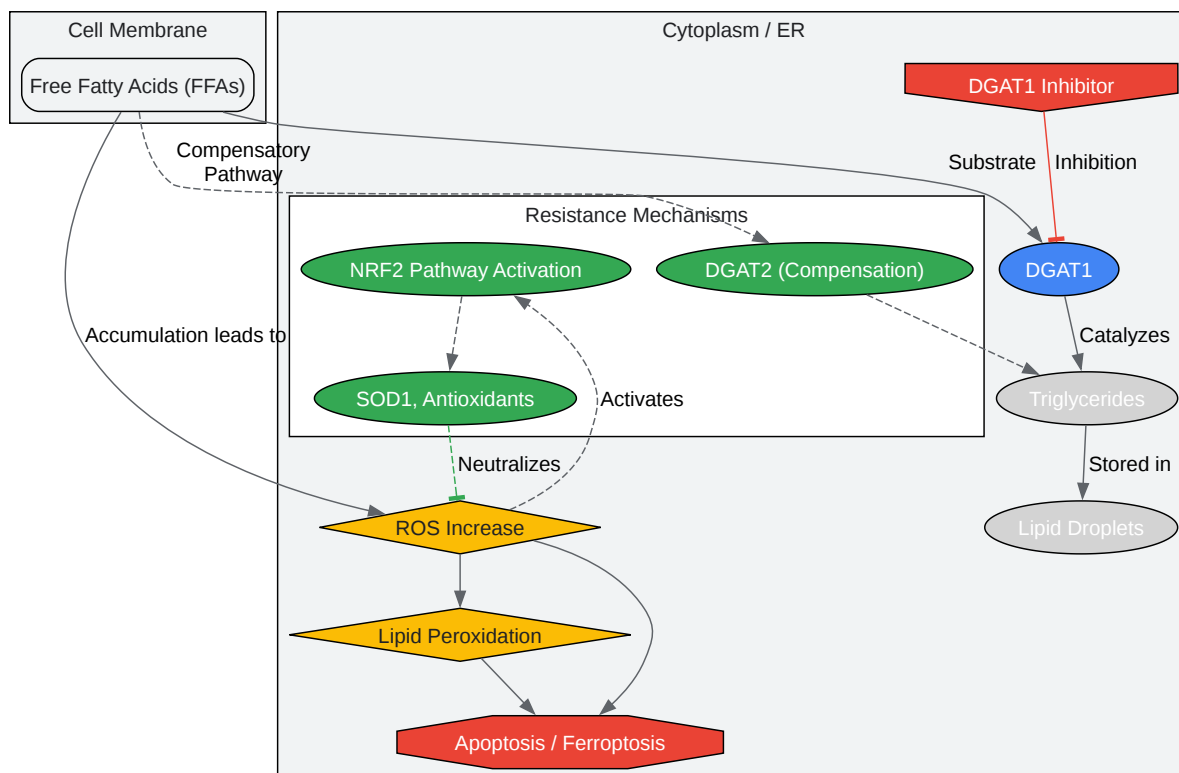 Cell Membrane
Cytoplasm / ER
Free Fatty Acids (FFAs)
DGAT1 Inhibitor
Compensatory
Pathway
Substrate
Inhibition
Resistance Mechanisms
NRF2 Pathway Activation
DGAT2 (Compensation)
DGAT1
Accumulation leads to
Catalyzes
SOD1, Antioxidants
Activates
Triglycerides
Neutralizes
Stored in
ROS Increase
Lipid Droplets
Lipid Peroxidation
Apoptosis / Ferroptosis